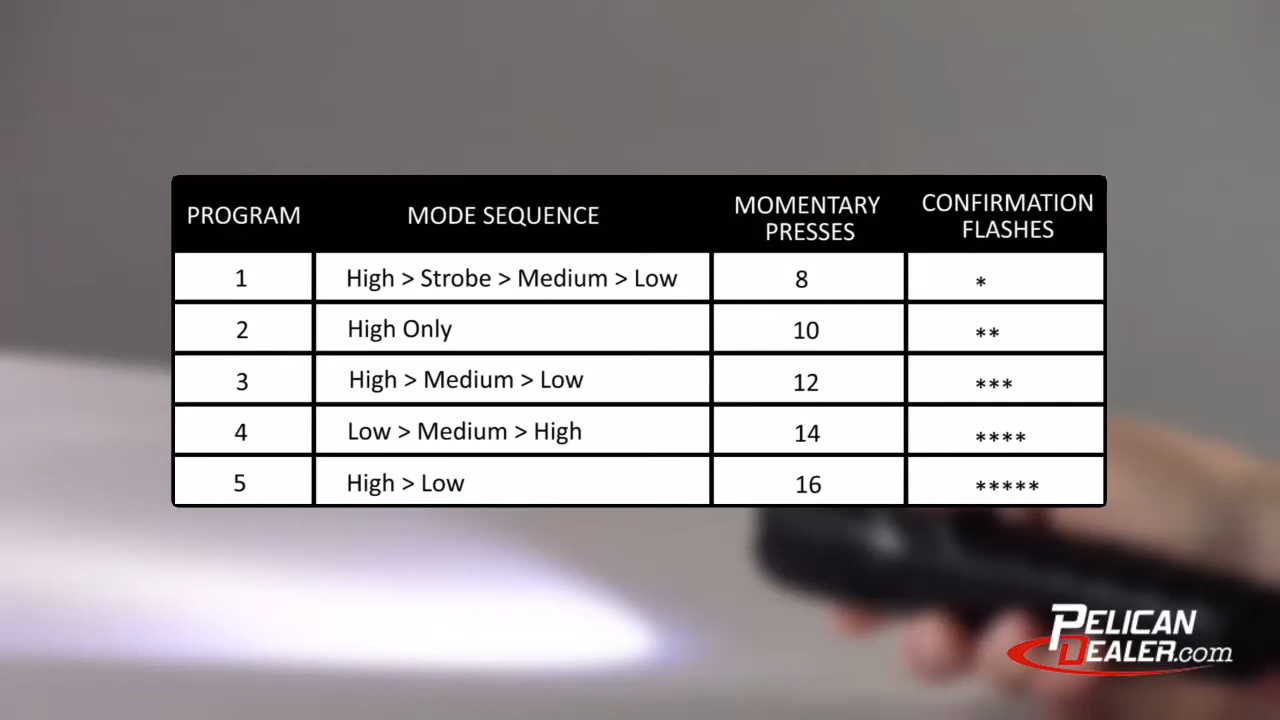 PROGRAM MODE SEQUENCE MOMENTARY PRESSES CONFIRMATION FLASHES
1 High > Strobe > Medium > Low 8 *
2 High Only 10 **
3 High > Medium > Low 12 ***
4 Low > Medium > High 14 ****
5 High > Low 16 *****
PELICAN
DEALER.com